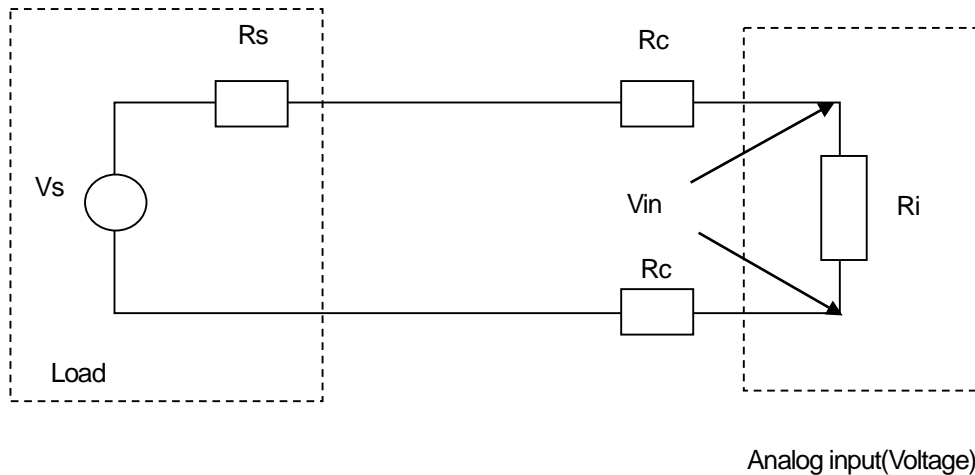 Rs
Rc
Vs
Vin
Ri
Rc
Load
Analog input(Voltage)